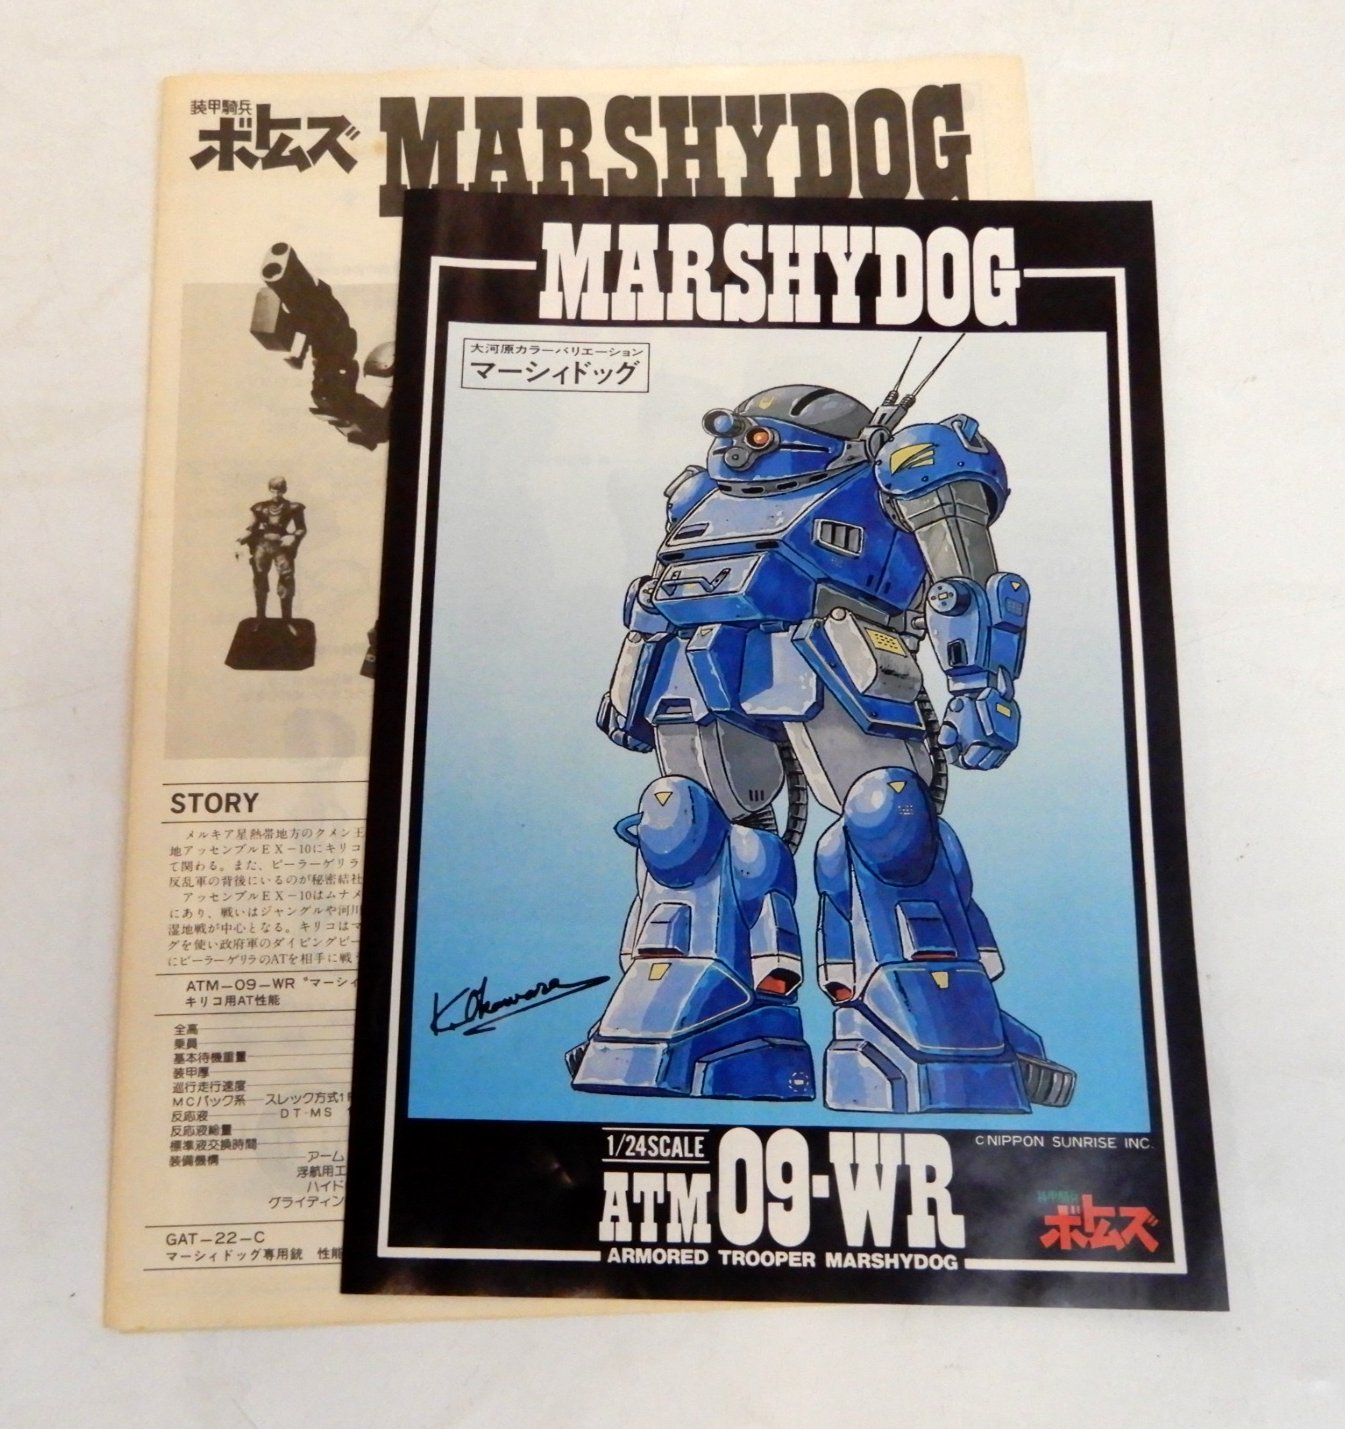 装甲騎兵
ボトムズ
MARSHYDOG
STORY
メルキア星熱帯地方のクメン王
地アッセンブルEX-10にキリコ
て関わる。また、ビーラーゲリラ
反乱軍の背後にいるのが秘密結社
アッセンブルEX-10はムナメ
にあり、戦いはジャングルや河川
湿地戦が中心となる。キリコはマ
グを使い政府軍のダイビングビー
にビーラーゲリラのATを相手に戦
ATM-09-WR "マーシィ
キリコ用AT性能
全高
乗員
基本待機重量
装甲厚
巡行走行速度
MCパック系 スレック方式1
反応液 DT-MS
反応液総量
標準液交換時間
装備機構 アーム
浮航用エ
ハイド
グライディン
GAT-22-C
マーシィドッグ専用銃 性能
MARSHYDOG
大河原カラーバリエーション
マーシィドッグ
K. Okawara
1/24SCALE
ATM 09-WR
ARMORED TROOPER MARSHYDOG
C NIPPON SUNRISE INC.
装甲騎兵
ボトムズ